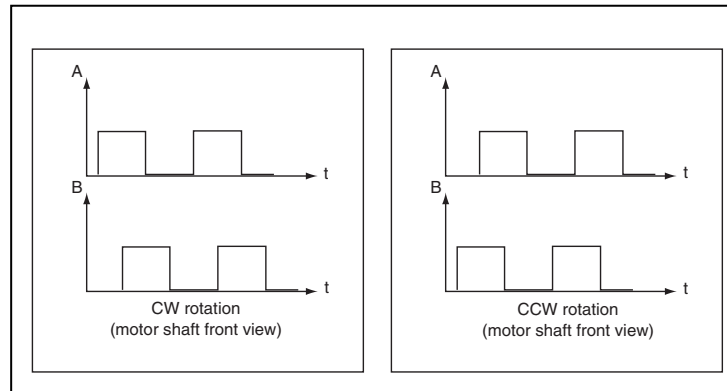 A
t
B
t
CW rotation
(motor shaft front view)
A
t
B
t
CCW rotation
(motor shaft front view)